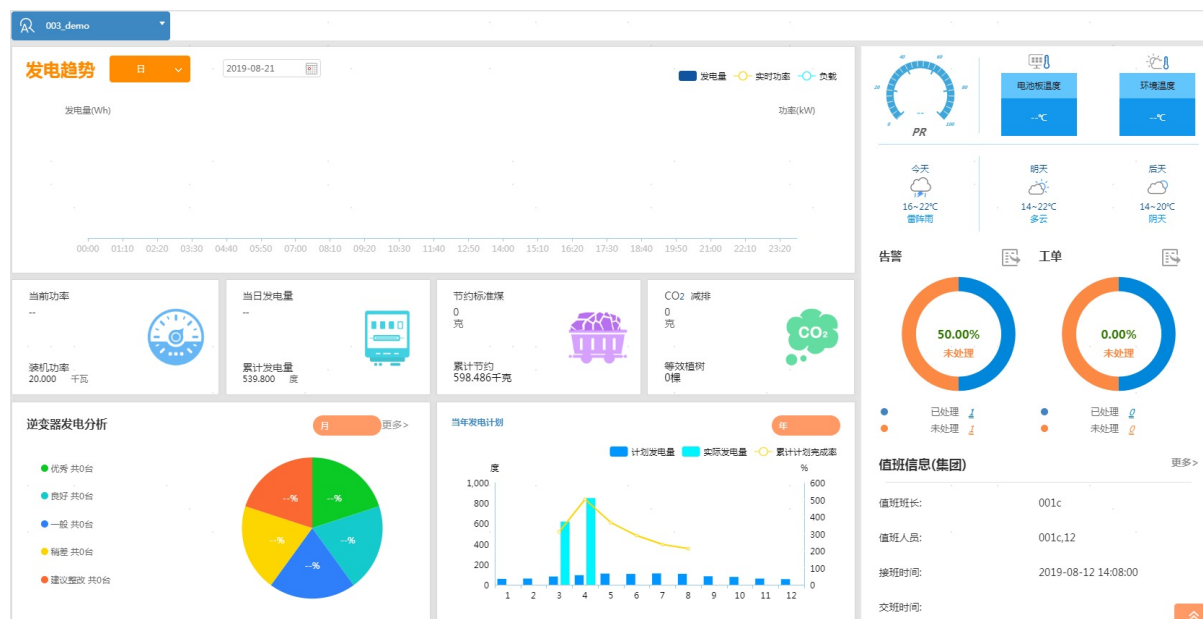 003_demo
发电趋势
日
2019-08-21
发电量 实时功率 负载
发电量(Wh)
功率(kW)
00:00 01:10 02:20 03:30 04:40 05:50 07:00 08:10 09:20 10:30 11:40 12:50 14:00 15:10 16:20 17:30 18:40 19:50 21:00 22:10 23:20
0 20 40 60 80 100
--
PR
电池板温度
--℃
环境温度
--℃
今天
16~22℃
雷阵雨
明天
14~22℃
多云
后天
14~20℃
阴天
当前功率
--
装机功率
20.000 千瓦
当日发电量
--
累计发电量
539.800 度
节约标准煤
0
克
累计节约
598.486千克
CO2 减排
0
克
CO2
等效植树
0棵
告警
50.00%
未处理
已处理 1
未处理 1
工单
0.00%
未处理
已处理 0
未处理 0
逆变器发电分析
月
更多>
优秀 共0台
良好 共0台
一般 共0台
稍差 共0台
建议整改 共0台
--%
--%
--%
--%
--%
当年发电计划
年
计划发电量 实际发电量 累计计划完成率
度
%
1,000
800
600
400
200
0
600
500
400
300
200
100
0
1 2 3 4 5 6 7 8 9 10 11 12
值班信息(集团)
更多>
值班班长: 001c
值班人员: 001c,12
接班时间: 2019-08-12 14:08:00
交班时间: